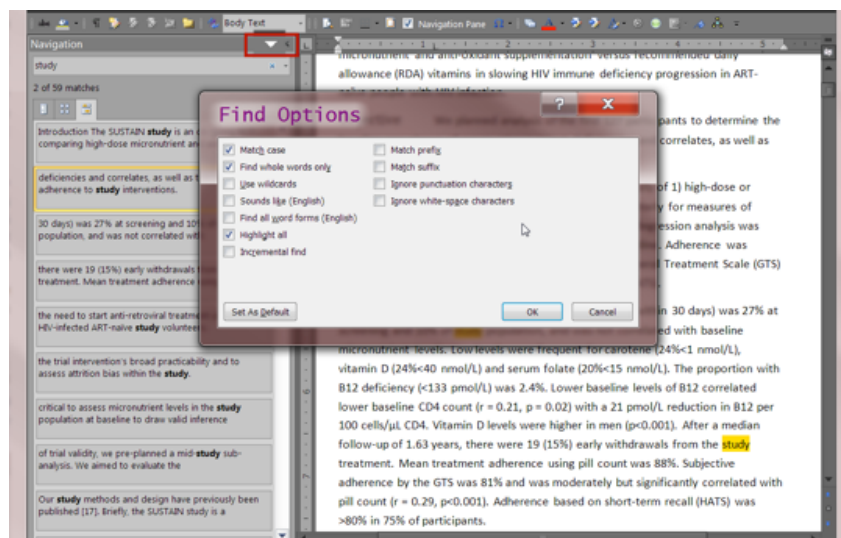 Body Text
Navigation Pane
Navigation
study
2 of 59 matches
Introduction The SUSTAIN study is an
comparing high-dose micronutrient an
deficiencies and correlates, as well as t
adherence to study interventions.
30 days) was 27% at screening and 10%
population, and was not correlated wit
there were 19 (15%) early withdrawals
treatment. Mean treatment adherence
the need to start anti-retroviral treatme
HIV-infected ART-naive study voluntee
the trial intervention's broad practicability and to
assess attrition bias within the study.
critical to assess micronutrient levels in the study
population at baseline to draw valid inference
of trial validity, we pre-planned a mid-study sub-
analysis. We aimed to evaluate the
Our study methods and design have previously been
published [17]. Briefly, the SUSTAIN study is a
Find Options
?
X
Match case
Find whole words only
Use wildcards
Sounds like (English)
Find all word forms (English)
Highlight all
Incremental find
Match prefix
Match suffix
Ignore punctuation characters
Ignore white-space characters
Set As Default
OK
Cancel
micronutrient and anti-oxidant supplementation versus recommended daily
allowance (RDA) vitamins in slowing HIV immune deficiency progression in ART-
pants to determine the
correlates, as well as
of 1) high-dose or
y for measures of
ession analysis was
. Adherence was
Treatment Scale (GTS)
in 30 days) was 27% at
ed with baseline
micronutrient levels. Low levels were frequent for carotene (24%<1 nmol/L),
vitamin D (24%<40 nmol/L) and serum folate (20%<15 nmol/L). The proportion with
B12 deficiency (<133 pmol/L) was 2.4%. Lower baseline levels of B12 correlated
lower baseline CD4 count (r = 0.21, p = 0.02) with a 21 pmol/L reduction in B12 per
100 cells/µL CD4. Vitamin D levels were higher in men (p<0.001). After a median
follow-up of 1.63 years, there were 19 (15%) early withdrawals from the study
treatment. Mean treatment adherence using pill count was 88%. Subjective
adherence by the GTS was 81% and was moderately but significantly correlated with
pill count (r = 0.29, p<0.001). Adherence based on short-term recall (HATS) was
>80% in 75% of participants.